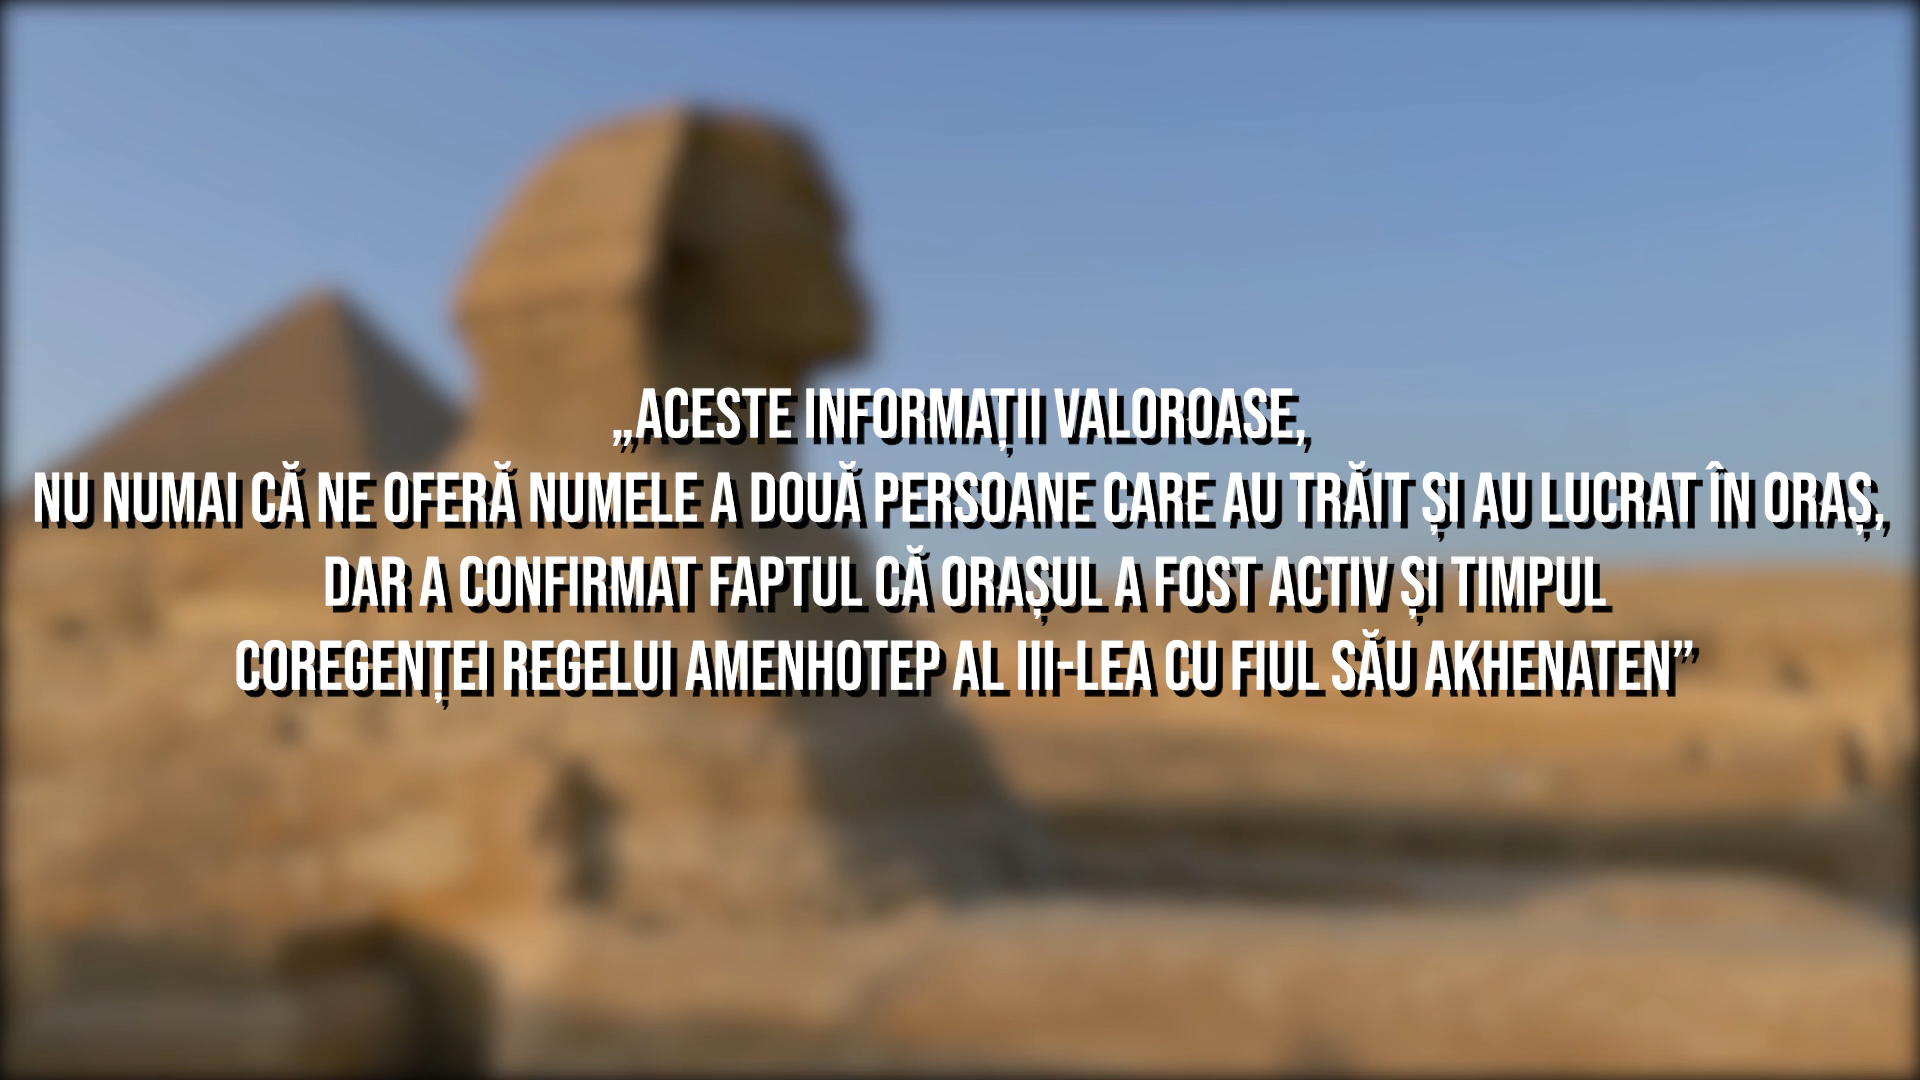 „ACESTE INFORMAȚII VALOROASE,
NU NUMAI CĂ NE OFERĂ NUMELE A DOUĂ PERSOANE CARE AU TRĂIT ȘI AU LUCRAT ÎN ORAȘ,
DAR A CONFIRMAT FAPTUL CĂ ORAȘUL A FOST ACTIV ȘI TIMPUL
COREGENȚEI REGELUI AMENHOTEP AL III-LEA CU FIUL SĂU AKHENATEN”